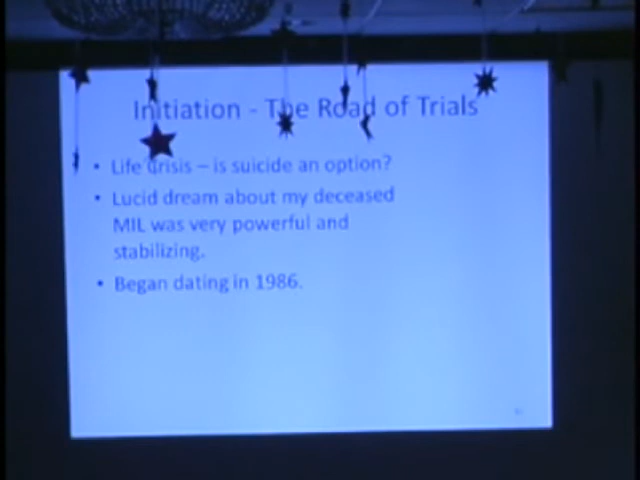 Initiation - The Road of Trials
• Life crisis – is suicide an option?
• Lucid dream about my deceased
MIL was very powerful and
stabilizing.
• Began dating in 1986.